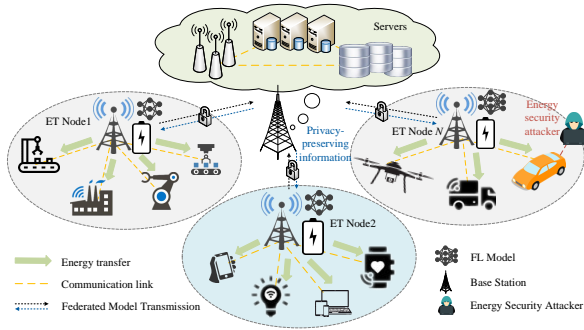 Servers
ET Node1
Privacy-
preserving
information
ET Node N
Energy
security
attacker
ET Node2
Energy transfer
Communication link
Federated Model Transmission
FL Model
Base Station
Energy Security Attacker